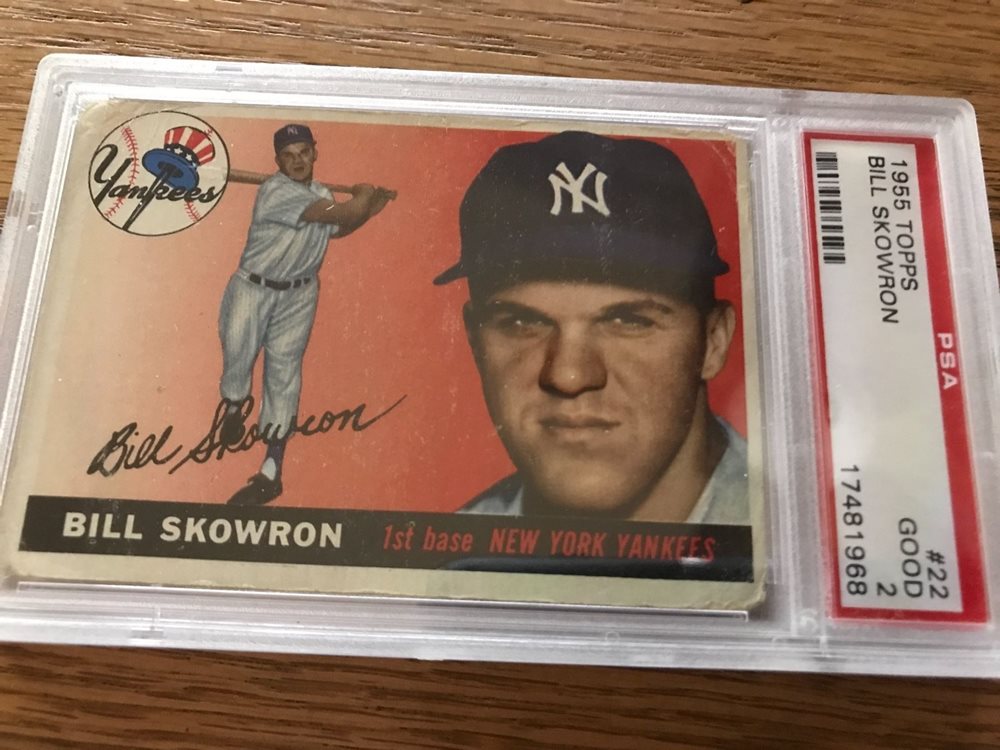 Yankees
NY
NY
Bill Skowron
BILL SKOWRON 1st base NEW YORK YANKEES
1955 TOPPS #22
BILL SKOWRON GOOD 2
17481968
PSA